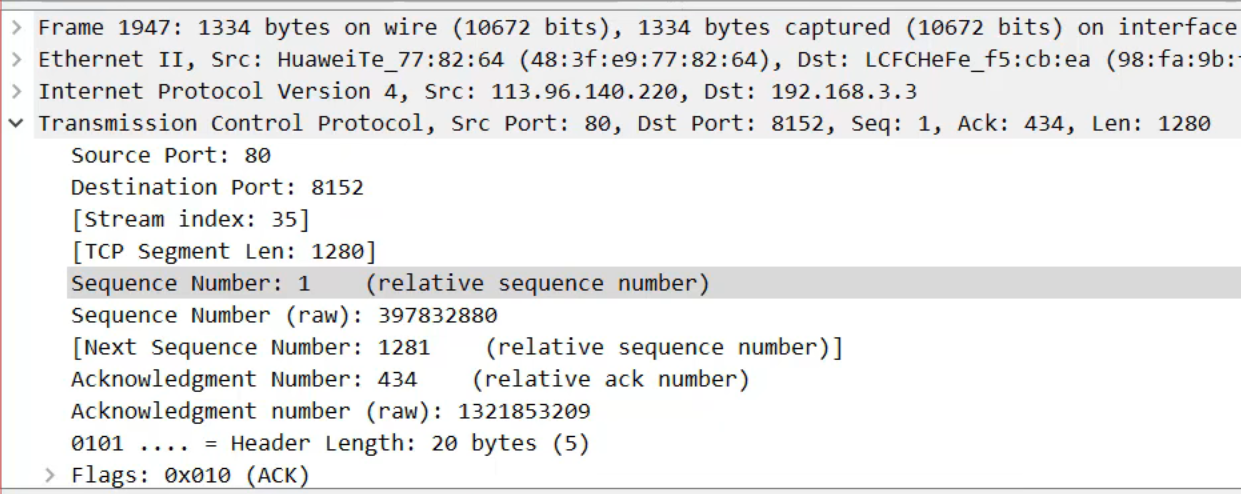 Frame 1947: 1334 bytes on wire (10672 bits), 1334 bytes captured (10672 bits) on interface
Ethernet II, Src: HuaweiTe_77:82:64 (48:3f:e9:77:82:64), Dst: LCFCHeFe_f5:cb:ea (98:fa:9b:
Internet Protocol Version 4, Src: 113.96.140.220, Dst: 192.168.3.3
Transmission Control Protocol, Src Port: 80, Dst Port: 8152, Seq: 1, Ack: 434, Len: 1280
Source Port: 80
Destination Port: 8152
[Stream index: 35]
[TCP Segment Len: 1280]
Sequence Number: 1    (relative sequence number)
Sequence Number (raw): 397832880
[Next Sequence Number: 1281    (relative sequence number)]
Acknowledgment Number: 434    (relative ack number)
Acknowledgment number (raw): 1321853209
0101 .... = Header Length: 20 bytes (5)
Flags: 0x010 (ACK)